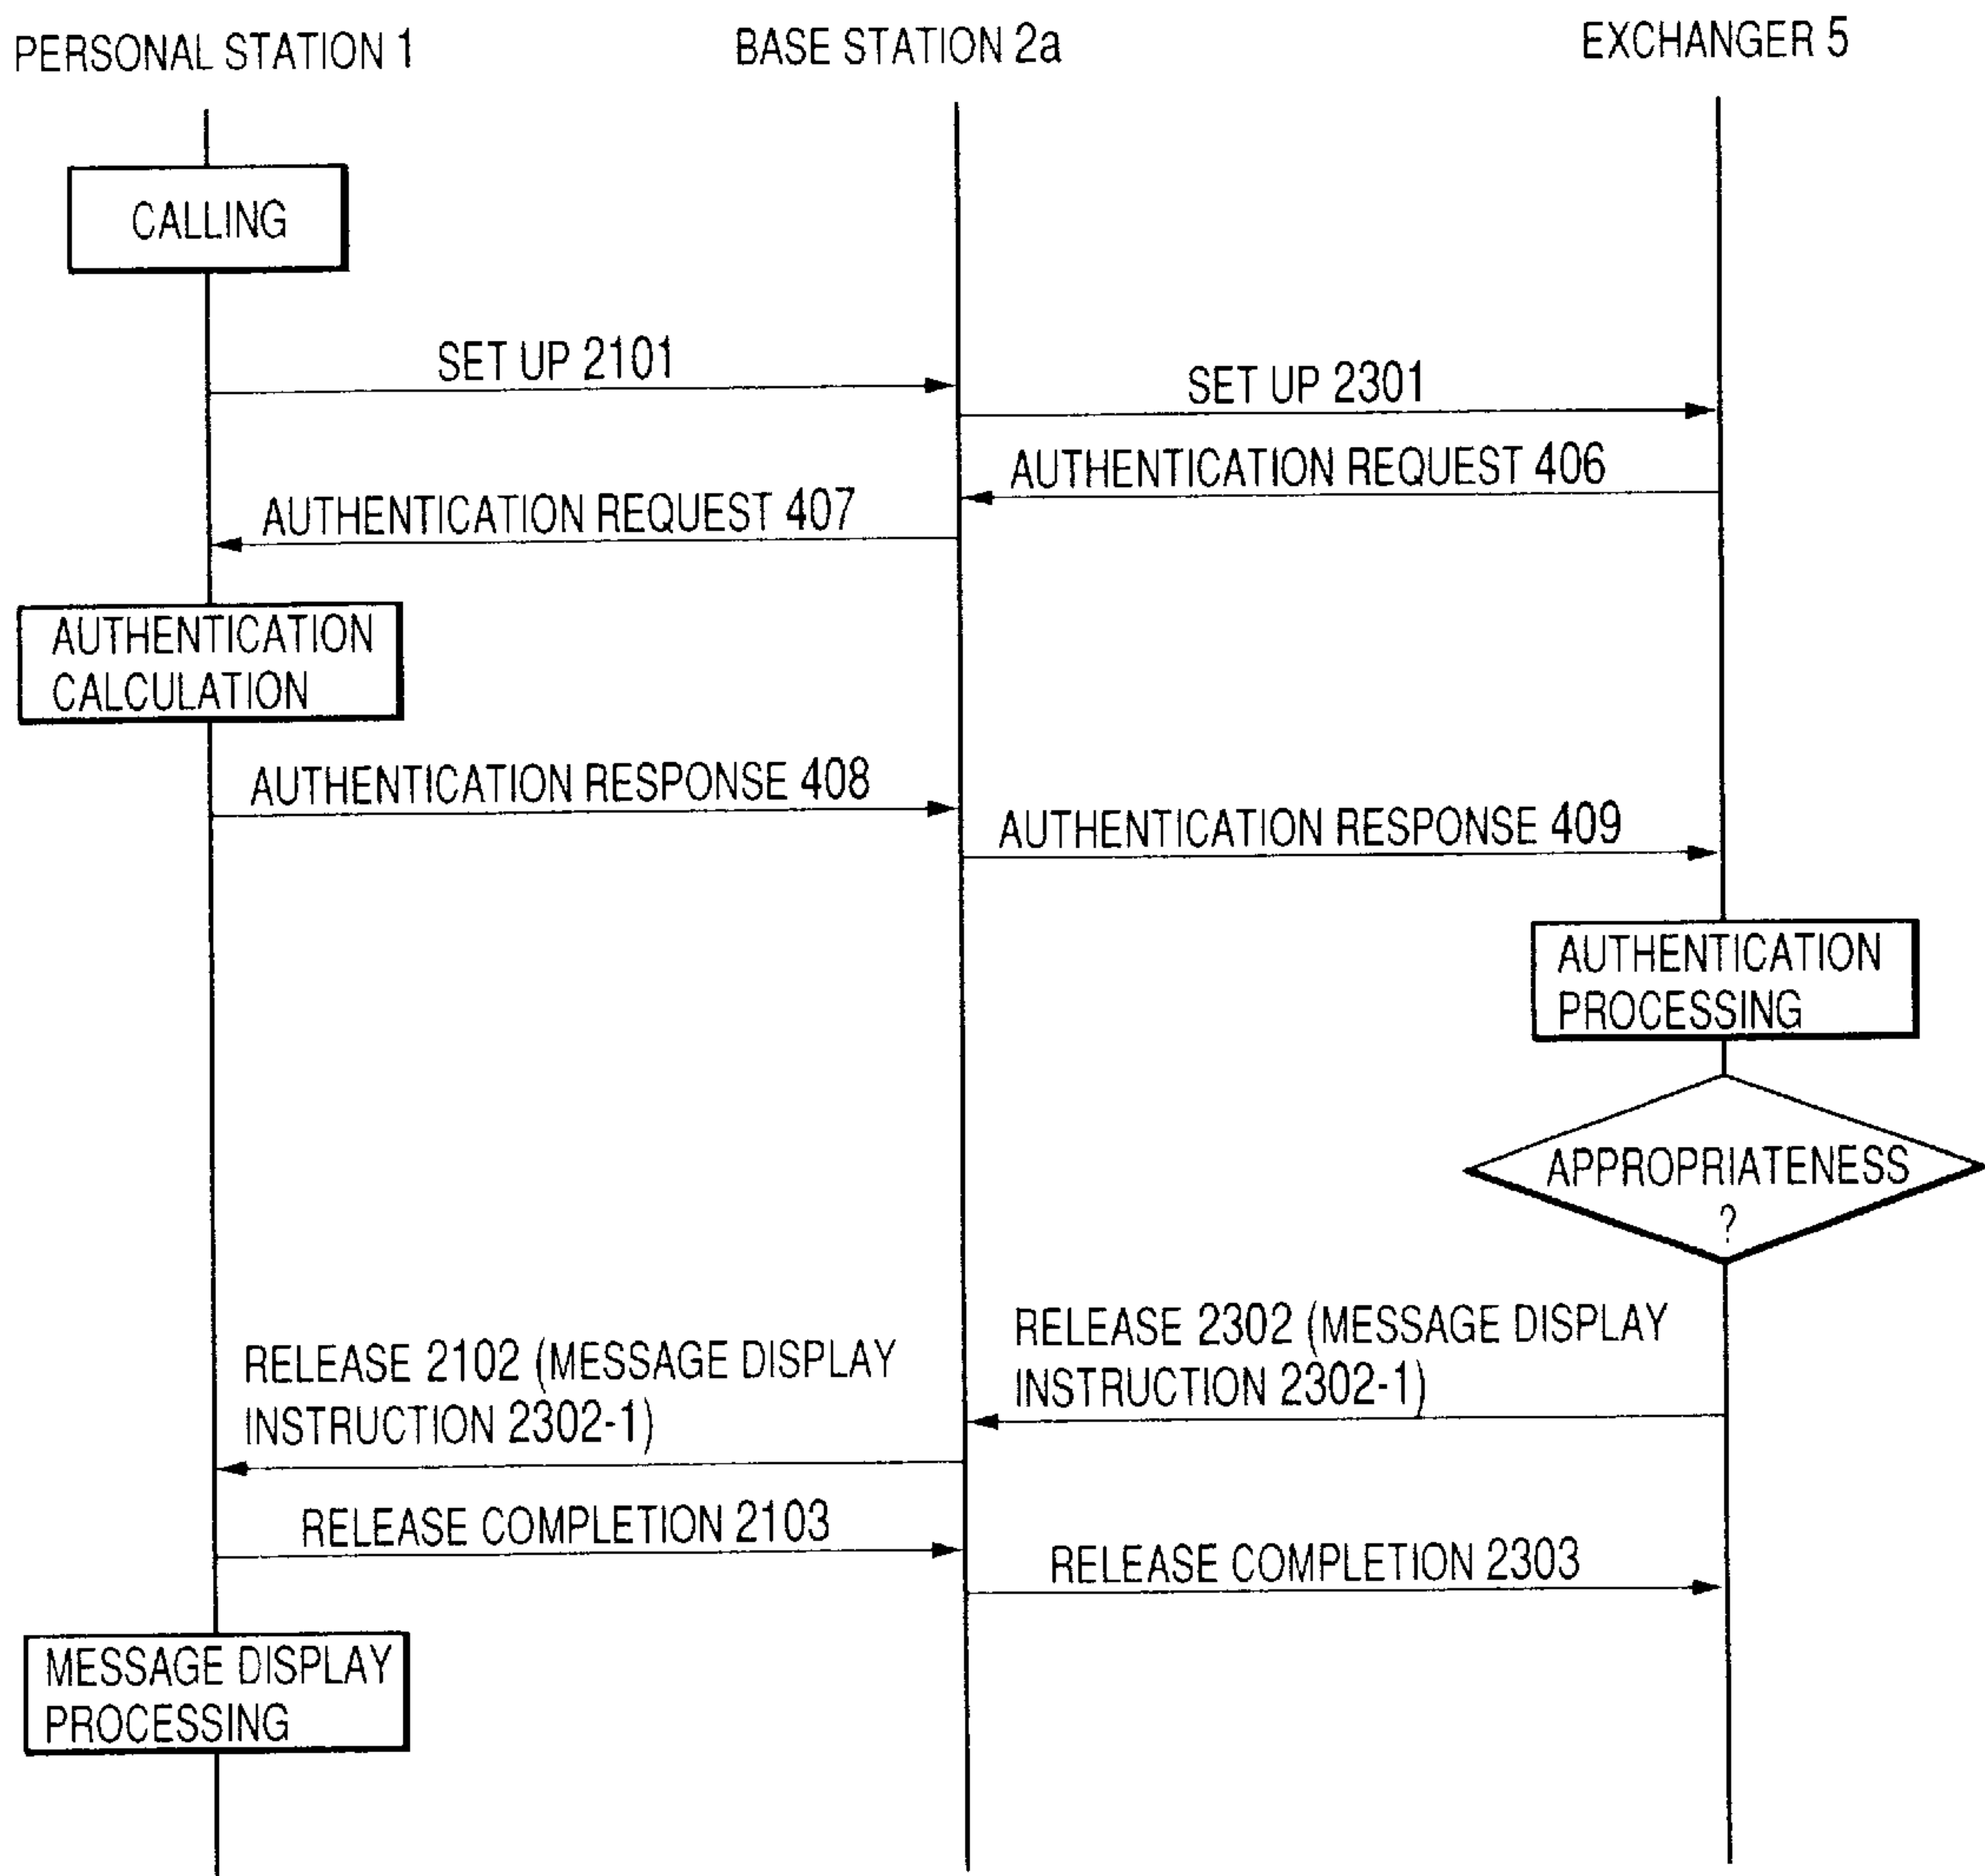 PERSONAL STATION 1
BASE STATION 2a
EXCHANGER 5
CALLING
SET UP 2101
SET UP 2301
AUTHENTICATION REQUEST 406
AUTHENTICATION REQUEST 407
AUTHENTICATION
CALCULATION
AUTHENTICATION RESPONSE 408
AUTHENTICATION RESPONSE 409
AUTHENTICATION
PROCESSING
APPROPRIATENESS
?
RELEASE 2302 (MESSAGE DISPLAY
INSTRUCTION 2302-1)
RELEASE 2102 (MESSAGE DISPLAY
INSTRUCTION 2302-1)
RELEASE COMPLETION 2103
RELEASE COMPLETION 2303
MESSAGE DISPLAY
PROCESSING